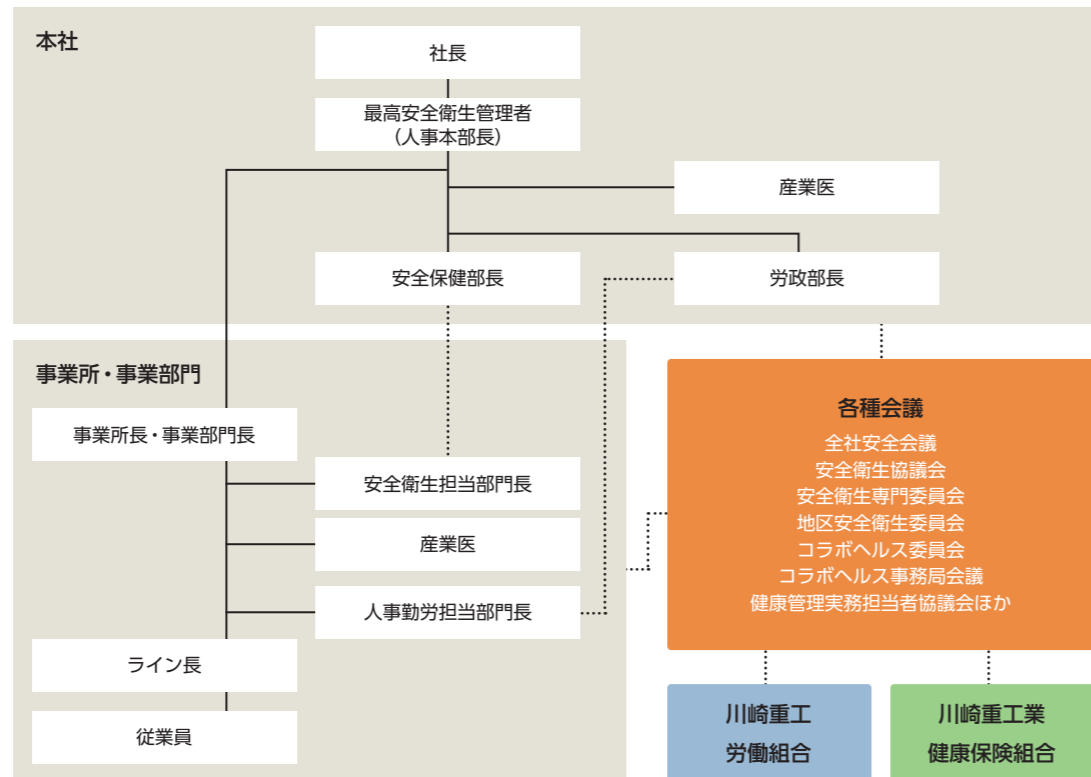 本社
社長
最高安全衛生管理者
（人事本部長）
産業医
安全保健部長
労政部長
事業所・事業部門
事業所長・事業部門長
安全衛生担当部門長
産業医
人事勤労担当部門長
ライン長
従業員
各種会議
全社安全会議
安全衛生協議会
安全衛生専門委員会
地区安全衛生委員会
コラボヘルス委員会
コラボヘルス事務局会議
健康管理実務担当者協議会ほか
川崎重工
労働組合
川崎重工業
健康保険組合